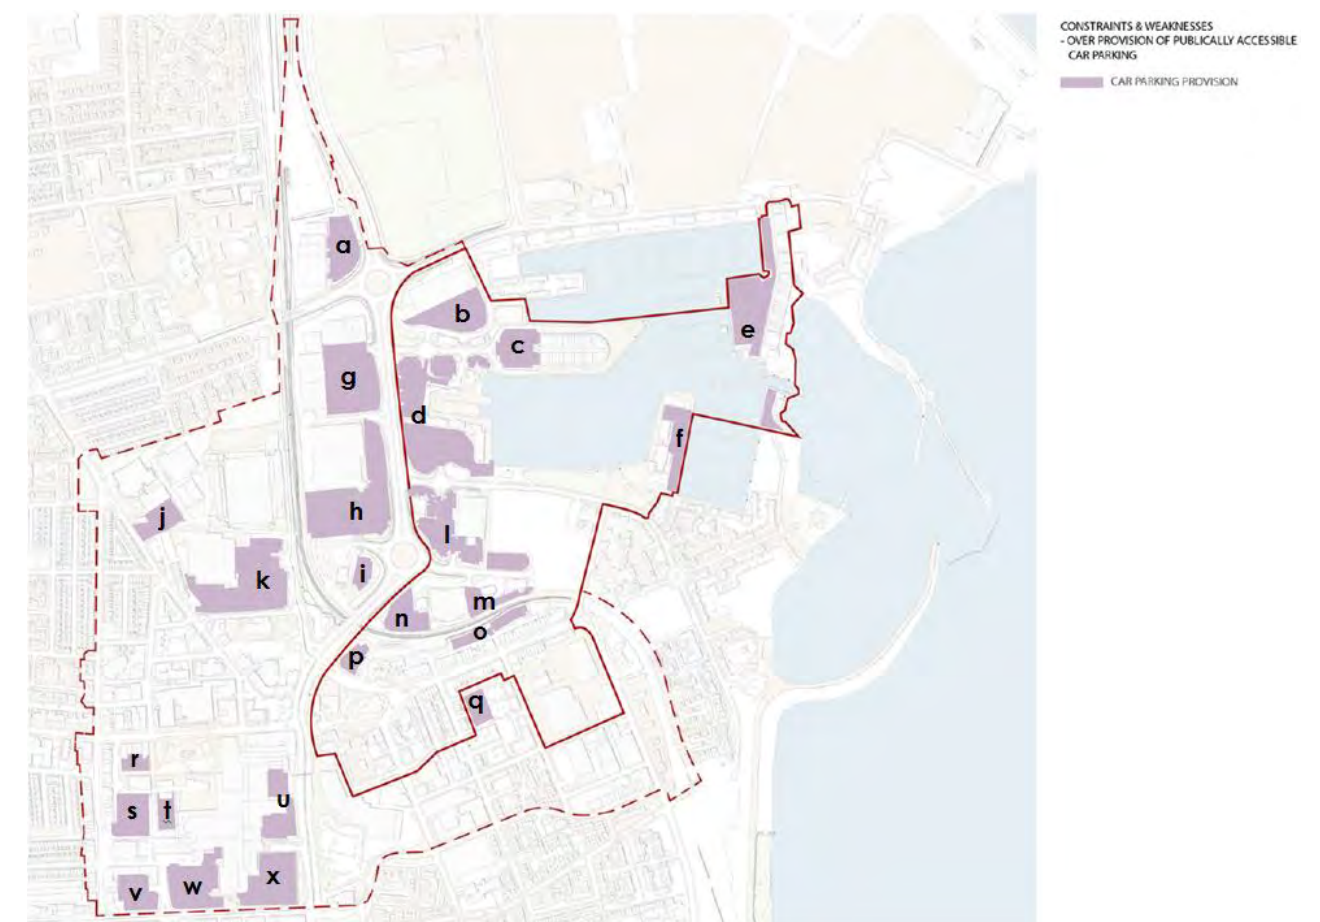 CONSTRAINTS & WEAKNESSES
- OVER PROVISION OF PUBLICALLY ACCESSIBLE
CAR PARKING
CAR PARKING PROVISION
a
b
c
e
g
d
f
h
j
l
i
k
m
n
o
p
q
r
s
t
u
v
w
x